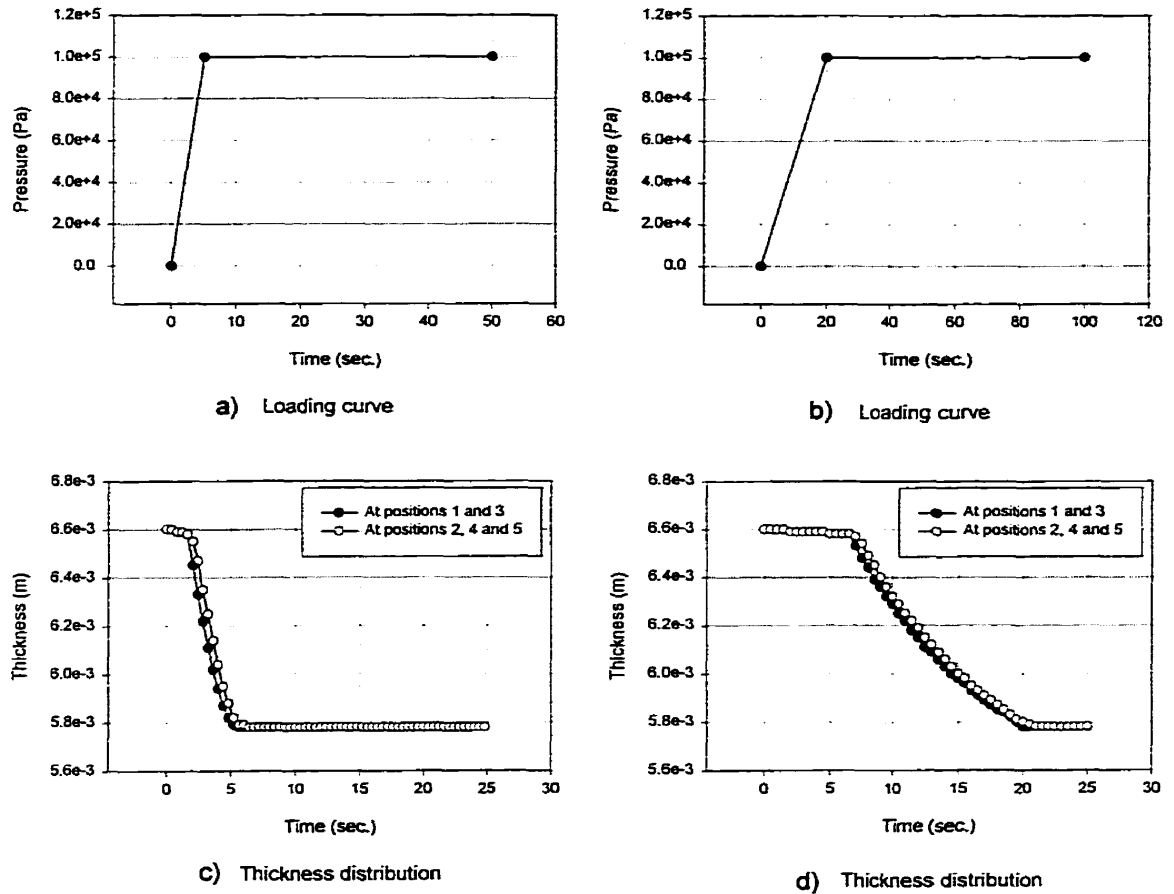 1.2e+5
1.0e+5
8.0e+4
6.0e+4
4.0e+4
2.0e+4
0.0
Pressure (Pa)
0 10 20 30 40 50 60
Time (sec.)
a) Loading curve
1.2e+5
1.0e+5
8.0e+4
6.0e+4
4.0e+4
2.0e+4
0.0
Pressure (Pa)
0 20 40 60 80 100 120
Time (sec.)
b) Loading curve
6.8e-3
6.6e-3
6.4e-3
6.2e-3
6.0e-3
5.8e-3
5.6e-3
Thickness (m)
At positions 1 and 3
At positions 2, 4 and 5
0 5 10 15 20 25 30
Time (sec.)
c) Thickness distribution
6.8e-3
6.6e-3
6.4e-3
6.2e-3
6.0e-3
5.8e-3
5.6e-3
Thickness (m)
At positions 1 and 3
At positions 2, 4 and 5
0 5 10 15 20 25 30
Time (sec.)
d) Thickness distribution